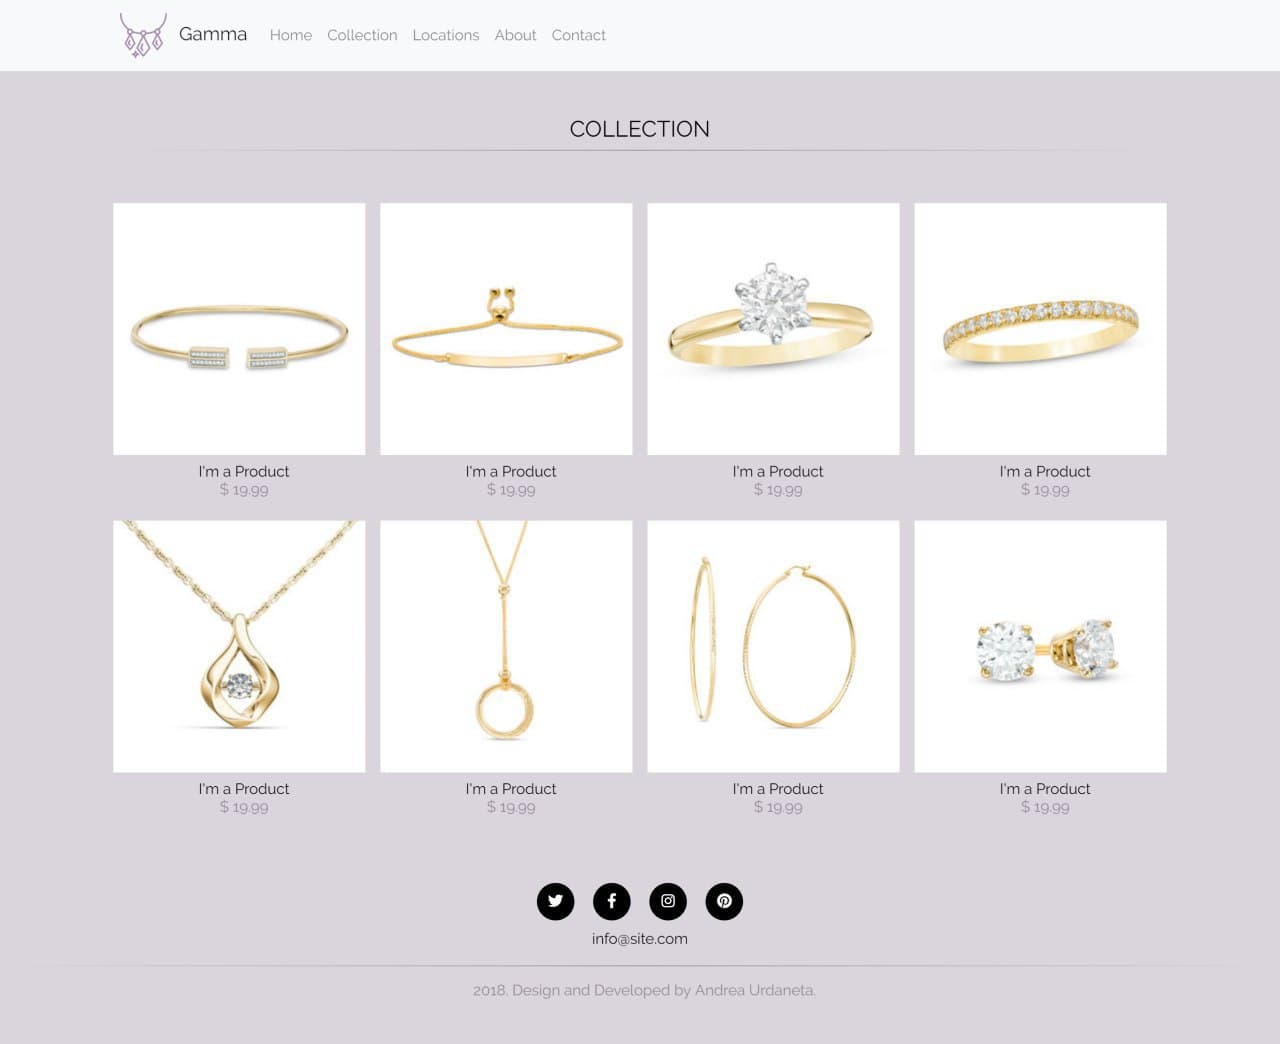 Gamma Home Collection Locations About Contact
COLLECTION
I'm a Product I'm a Product I'm a Product I'm a Product
$ 19.99 $ 19.99 $ 19.99 $ 19.99
I'm a Product I'm a Product I'm a Product I'm a Product
$ 19.99 $ 19.99 $ 19.99 $ 19.99
info@site.com
2018. Design and Developed by Andrea Urdaneta.